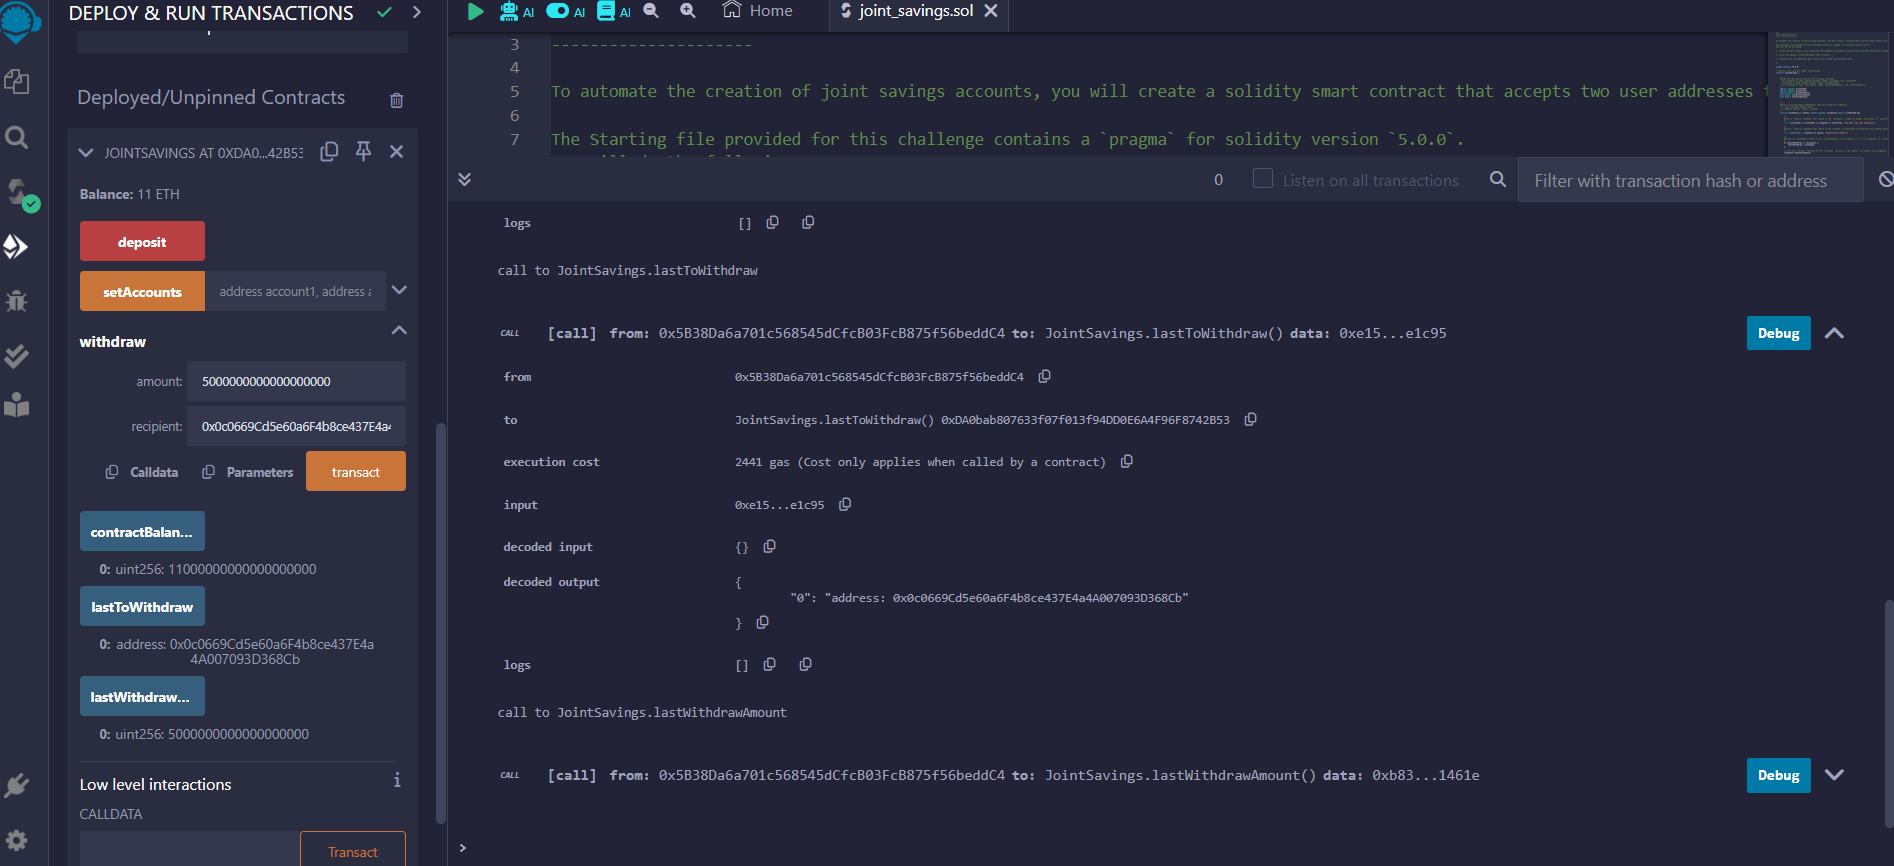 DEPLOY & RUN TRANSACTIONS
Deployed/Unpinned Contracts
JOINTSAVINGS AT 0XDA0...42B53
Balance: 11 ETH
deposit
setAccounts
address account1, address a
withdraw
amount:
5000000000000000000
recipient:
0x0c0669Cd5e60a6F4b8ce437E4a4
Calldata
Parameters
transact
contractBalan...
0: uint256: 11000000000000000000
lastToWithdraw
0: address: 0x0c0669Cd5e60a6F4b8ce437E4a
4A007093D368Cb
lastWithdraw...
0: uint256: 5000000000000000000
Low level interactions
i
CALLDATA
Transact
AI AI AI
Home
joint_savings.sol
3 ---------------------
4
5 To automate the creation of joint savings accounts, you will create a solidity smart contract that accepts two user addresses
6
7 The Starting file provided for this challenge contains a `pragma` for solidity version `5.0.0`.
0
Listen on all transactions
Filter with transaction hash or address
logs []
call to JointSavings.lastToWithdraw
CALL [call] from: 0x5B38Da6a701c568545dCfcB03FcB875f56beddC4 to: JointSavings.lastToWithdraw() data: 0xe15...e1c95
Debug
from 0x5B38Da6a701c568545dCfcB03FcB875f56beddC4
to JointSavings.lastToWithdraw() 0xDA0bab807633f07f013f94DD0E6A4F96F8742B53
execution cost 2441 gas (Cost only applies when called by a contract)
input 0xe15...e1c95
decoded input {}
decoded output {
"0": "address: 0x0c0669Cd5e60a6F4b8ce437E4a4A007093D368Cb"
}
logs []
call to JointSavings.lastWithdrawAmount
CALL [call] from: 0x5B38Da6a701c568545dCfcB03FcB875f56beddC4 to: JointSavings.lastWithdrawAmount() data: 0xb83...1461e
Debug
>